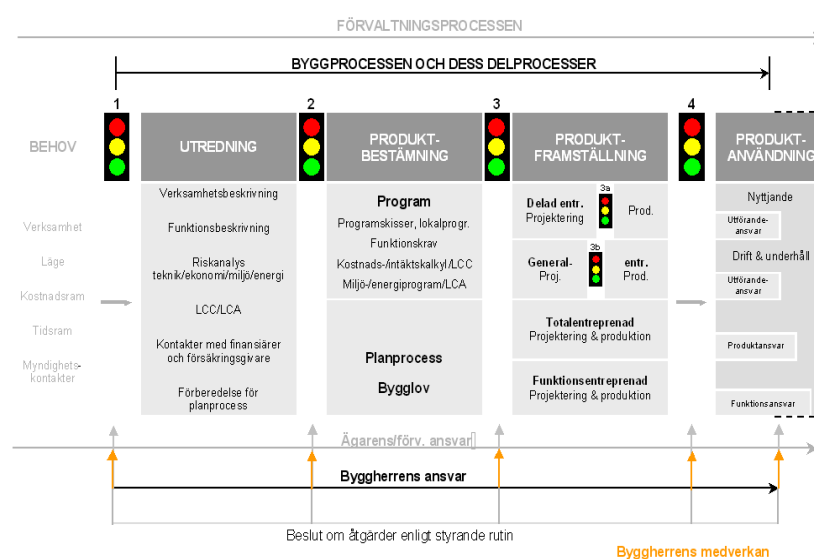 FÖRVALTNINGSPROCESSEN
BYGGPROCESSEN OCH DESS DELPROCESSER
1
2
3
4
BEHOV
UTREDNING
PRODUKT-
BESTÄMNING
PRODUKT-
FRAMSTÄLLNING
PRODUKT-
ANVÄNDNING
Verksamhet
Läge
Kostnadsram
Tidsram
Myndighets-
kontakter
Verksamhetsbeskrivning
Funktionsbeskrivning
Riskanalys
teknik/ekonomi/miljö/energi
LCC/LCA
Kontakter med finansiärer
och försäkringsgivare
Förberedelse för
planprocess
Program
Programskisser, lokalprogr.
Funktionskrav
Kostnads-/intäktskalkyl/LCC
Miljö-/energiprogram/LCA
Planprocess
Bygglov
Delad entr.
Projektering
3a
Prod.
General-
Proj.
3b
entr.
Prod.
Totalentreprenad
Projektering & produktion
Funktionsentreprenad
Projektering & produktion
Nyttjande
Utförande-
ansvar
Drift & underhåll
Utförande-
ansvar
Produktansvar
Funktionsansvar
Ägarens/förv. ansvar
Byggherrens ansvar
Beslut om åtgärder enligt styrande rutin
Byggherrens medverkan